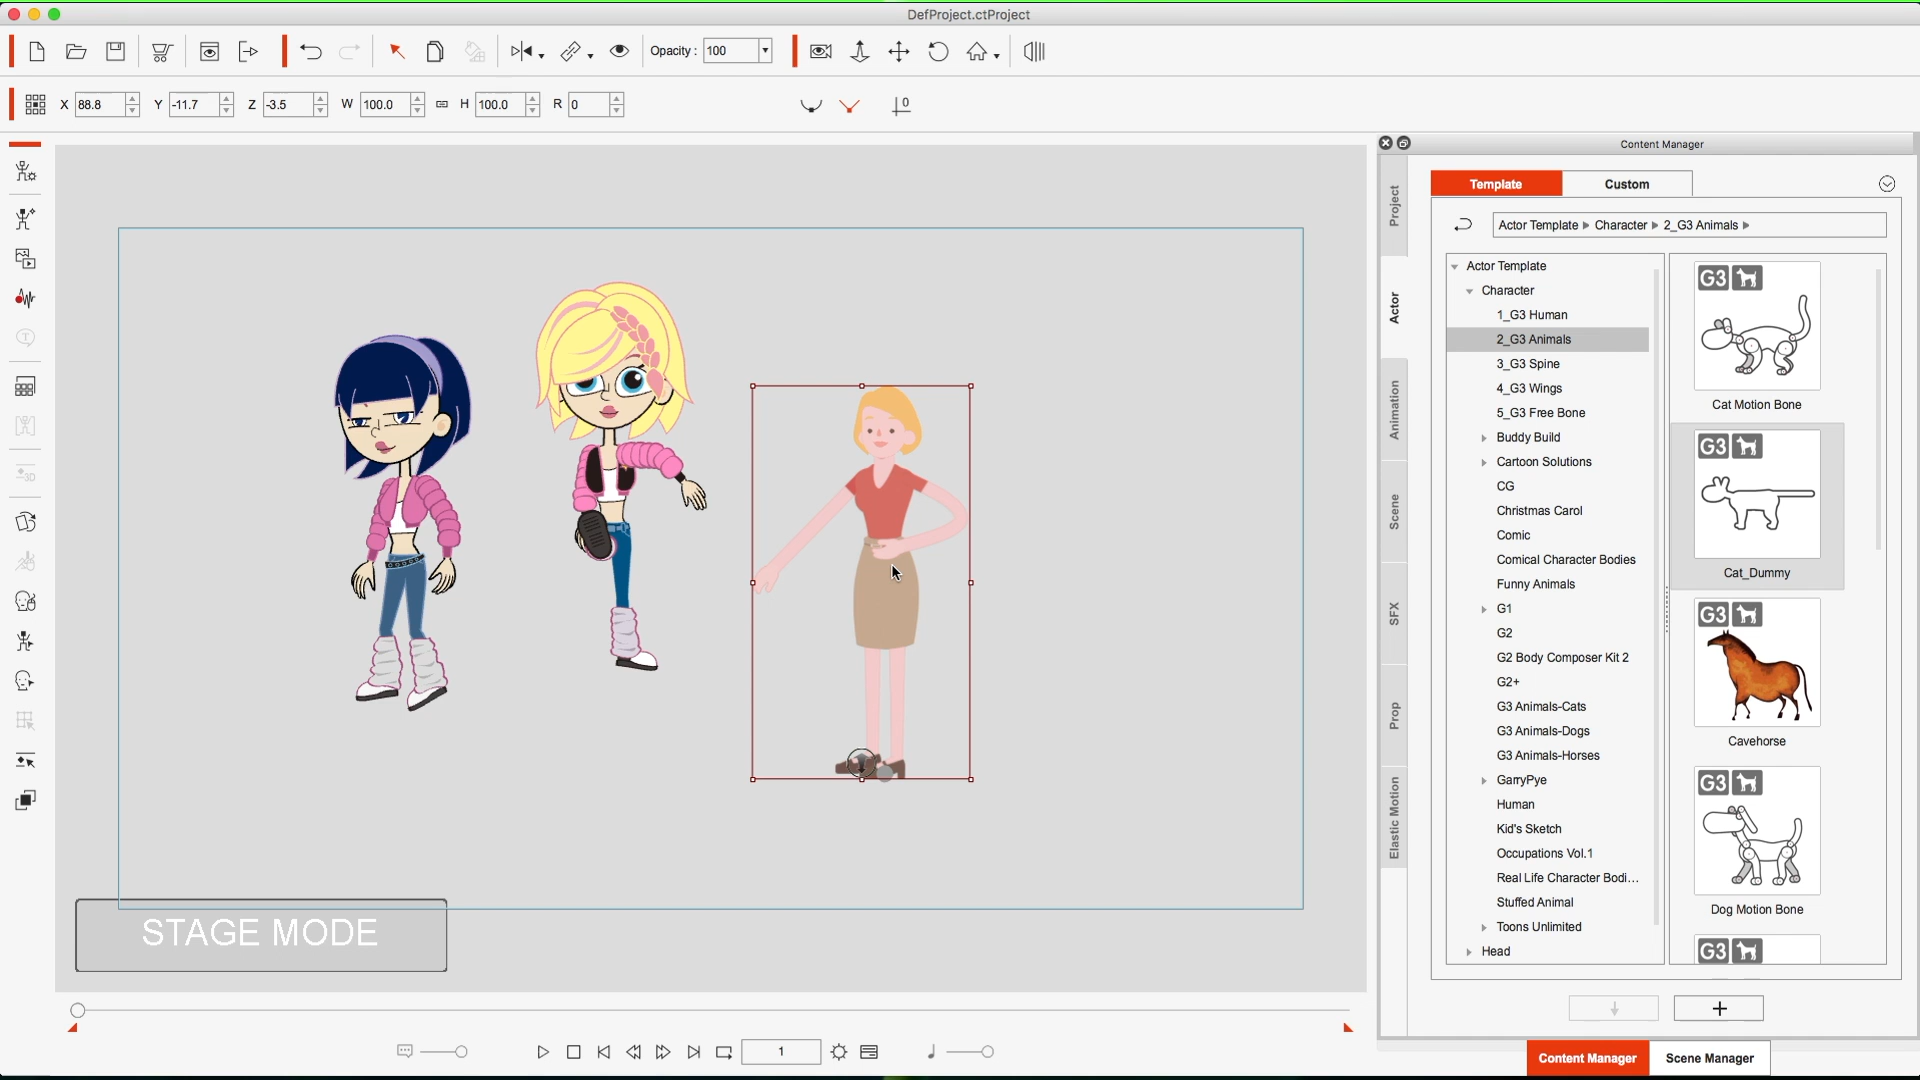 DefProject.ctProject
Opacity : 100
X 88.8 Y -11.7 Z -3.5 W 100.0 H 100.0 R 0
0
Content Manager
Template Custom
Actor Template Character 2_G3 Animals
Project
Actor
Animation
Scene
SFX
Prop
Elastic Motion
Actor Template
Character
1_G3 Human
2_G3 Animals
3_G3 Spine
4_G3 Wings
5_G3 Free Bone
Buddy Build
Cartoon Solutions
CG
Christmas Carol
Comic
Comical Character Bodies
Funny Animals
G1
G2
G2 Body Composer Kit 2
G2+
G3 Animals-Cats
G3 Animals-Dogs
G3 Animals-Horses
GarryPye
Human
Kid's Sketch
Occupations Vol.1
Real Life Character Bodi...
Stuffed Animal
Toons Unlimited
Head
G3
Cat Motion Bone
G3
Cat_Dummy
G3
Cavehorse
G3
Dog Motion Bone
G3
STAGE MODE
1
Content Manager Scene Manager